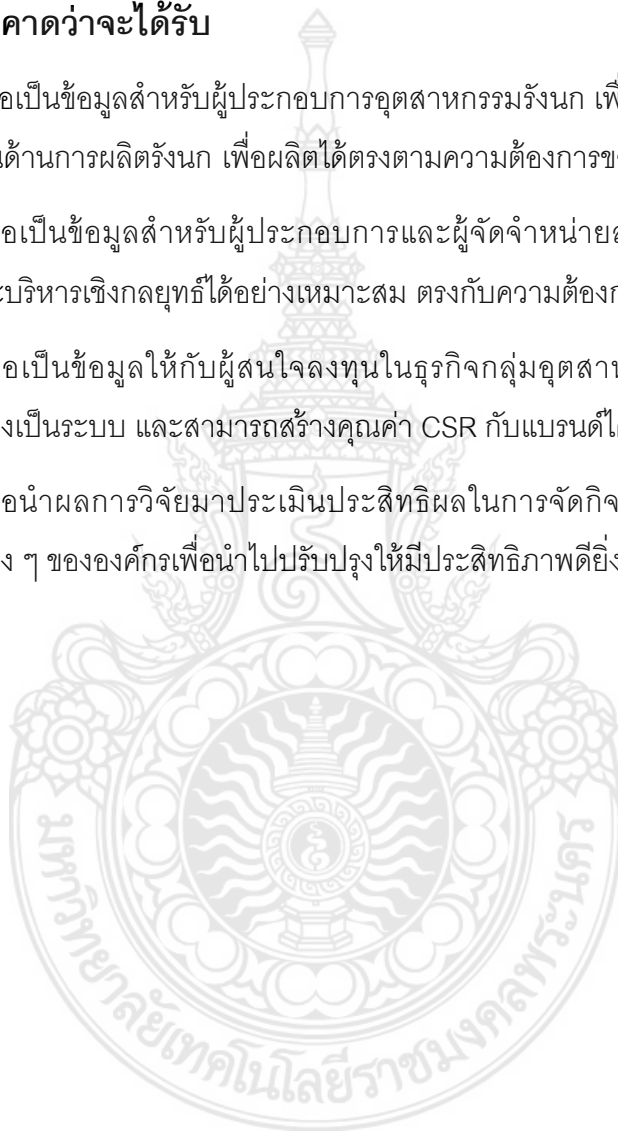 คาดว่าจะได้รับ
อเป็นข้อมูลสำหรับผู้ประกอบการอุตสาหกรรมรังนก เพื่
นด้านการผลิตรังนก เพื่อผลิตได้ตรงตามความต้องการข
อเป็นข้อมูลสำหรับผู้ประกอบการและผู้จัดจำหน่าย
ะบริหารเชิงกลยุทธ์ได้อย่างเหมาะสม ตรงกับความต้องก
อเป็นข้อมูลให้กับผู้สนใจลงทุนในธุรกิจกลุ่มอุตสา
งเป็นระบบ และสามารถสร้างคุณค่า CSR กับแบรนด์ได้
อนำผลการวิจัยมาประเมินประสิทธิผลในการจัดกิจ
ง ๆ ขององค์กรเพื่อนำไปปรับปรุงให้มีประสิทธิภาพดียิ่ง
มหาวิทยาลัยเทคโนโลยีราชมงคลพระนคร